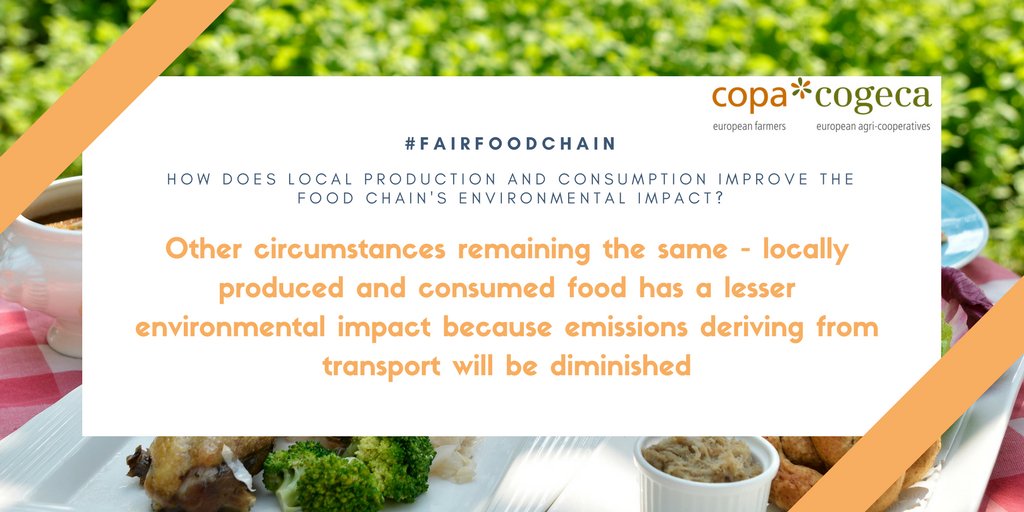 copa*cogeca
european farmers european agri-cooperatives
#FAIRFOODCHAIN
HOW DOES LOCAL PRODUCTION AND CONSUMPTION IMPROVE THE
FOOD CHAIN'S ENVIRONMENTAL IMPACT?
Other circumstances remaining the same - locally
produced and consumed food has a lesser
environmental impact because emissions deriving from
transport will be diminished